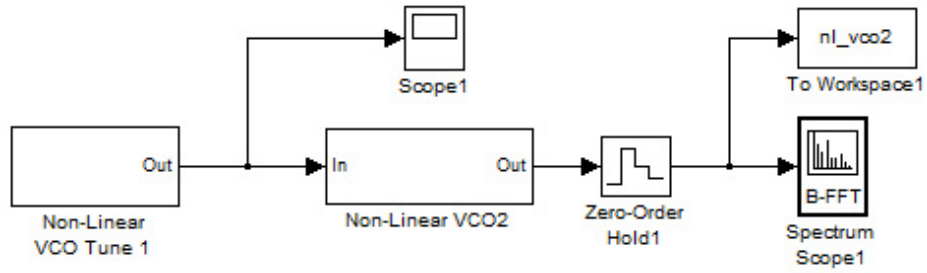 nl_vco2
To Workspace1
Scope1
Out
In
Out
B-FFT
Non-Linear
VCO Tune 1
Non-Linear VCO2
Zero-Order
Hold1
Spectrum
Scope1